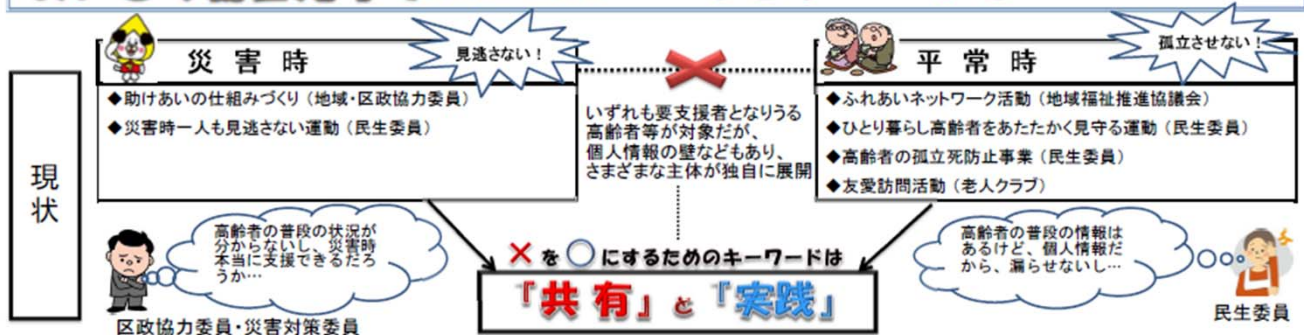 災害時
見逃さない！
◆助けあいの仕組みづくり（地域・区政協力委員）
◆災害時一人も見逃さない運動（民生委員）
いずれも要支援者となりうる
高齢者等が対象だが、
個人情報の壁などもあり、
さまざまな主体が独自に展開
平常時
孤立させない！
◆ふれあいネットワーク活動（地域福祉推進協議会）
◆ひとり暮らし高齢者をあたたかく見守る運動（民生委員）
◆高齢者の孤立死防止事業（民生委員）
◆友愛訪問活動（老人クラブ）
現状
高齢者の普段の状況が
分からないし、災害時
本当に支援できるだろ
うか…
区政協力委員・災害対策委員
×を○にするためのキーワードは
『共有』と『実践』
高齢者の普段の情報は
あるけど、個人情報だ
から、漏らせないし…
民生委員